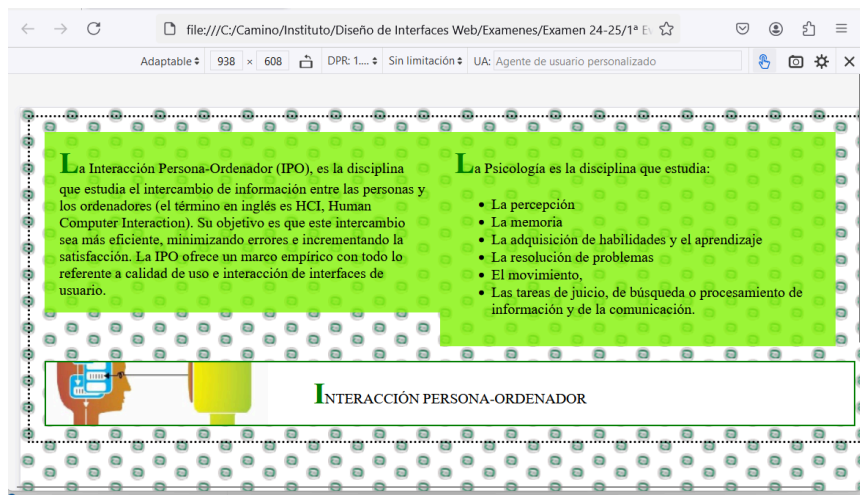 file:///C:/Camino/Instituto/Diseño de Interfaces Web/Examenes/Examen 24-25/1ª Ev
Adaptable 938 × 608 DPR: 1.... Sin limitación UA: Agente de usuario personalizado
La Interacción Persona-Ordenador (IPO), es la disciplina
que estudia el intercambio de información entre las personas y
los ordenadores (el término en inglés es HCI, Human
Computer Interaction). Su objetivo es que este intercambio
sea más eficiente, minimizando errores e incrementando la
satisfacción. La IPO ofrece un marco empírico con todo lo
referente a calidad de uso e interacción de interfaces de
usuario.
La Psicología es la disciplina que estudia:
• La percepción
• La memoria
• La adquisición de habilidades y el aprendizaje
• La resolución de problemas
• El movimiento,
• Las tareas de juicio, de búsqueda o procesamiento de
información y de la comunicación.
INTERACCIÓN PERSONA-ORDENADOR